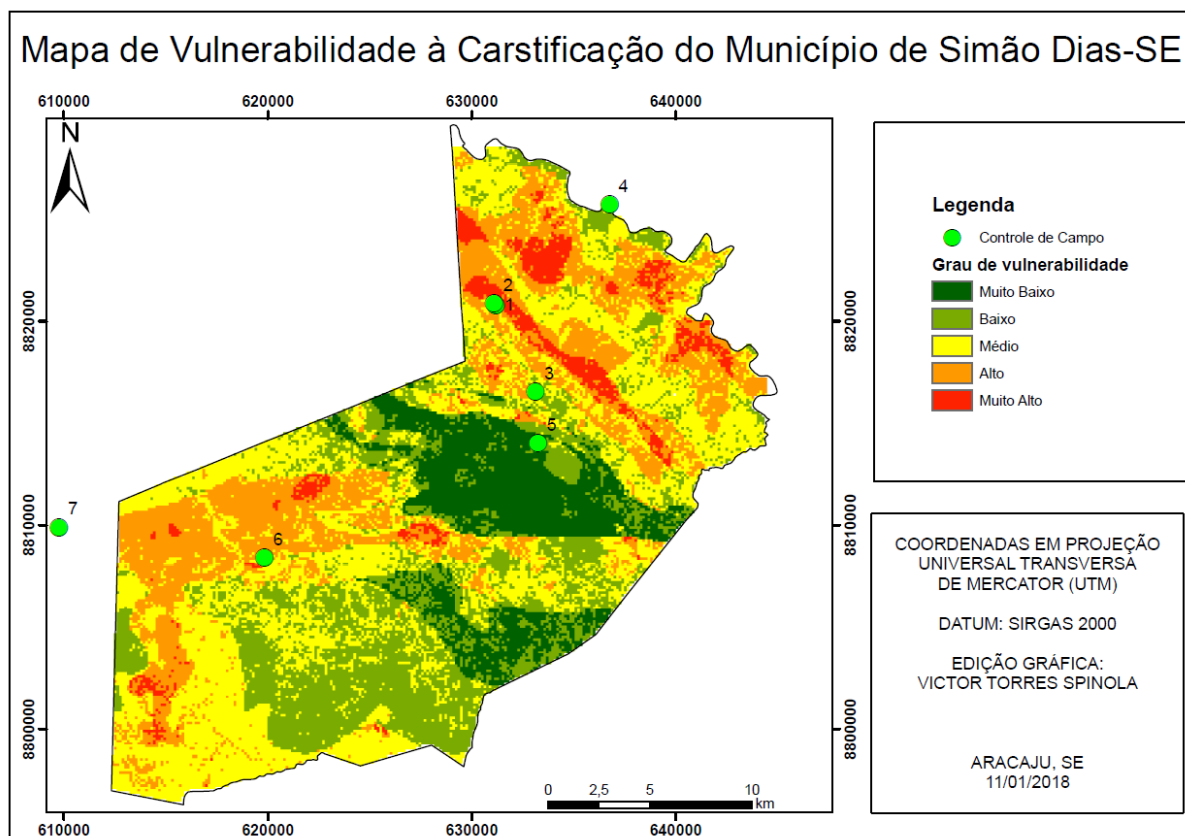 Mapa de Vulnerabilidade à Carstificação do Município de Simão Dias-SE
610000 620000 630000 640000
N
4
2
1
3
5
7
6
8820000
8810000
8800000
8820000
8810000
8800000
0 2,5 5 10
km
610000 620000 630000 640000
Legenda
Controle de Campo
Grau de vulnerabilidade
Muito Baixo
Baixo
Médio
Alto
Muito Alto
COORDENADAS EM PROJEÇÃO
UNIVERSAL TRANSVERSA
DE MERCATOR (UTM)
DATUM: SIRGAS 2000
EDIÇÃO GRÁFICA:
VICTOR TORRES SPINOLA
ARACAJU, SE
11/01/2018